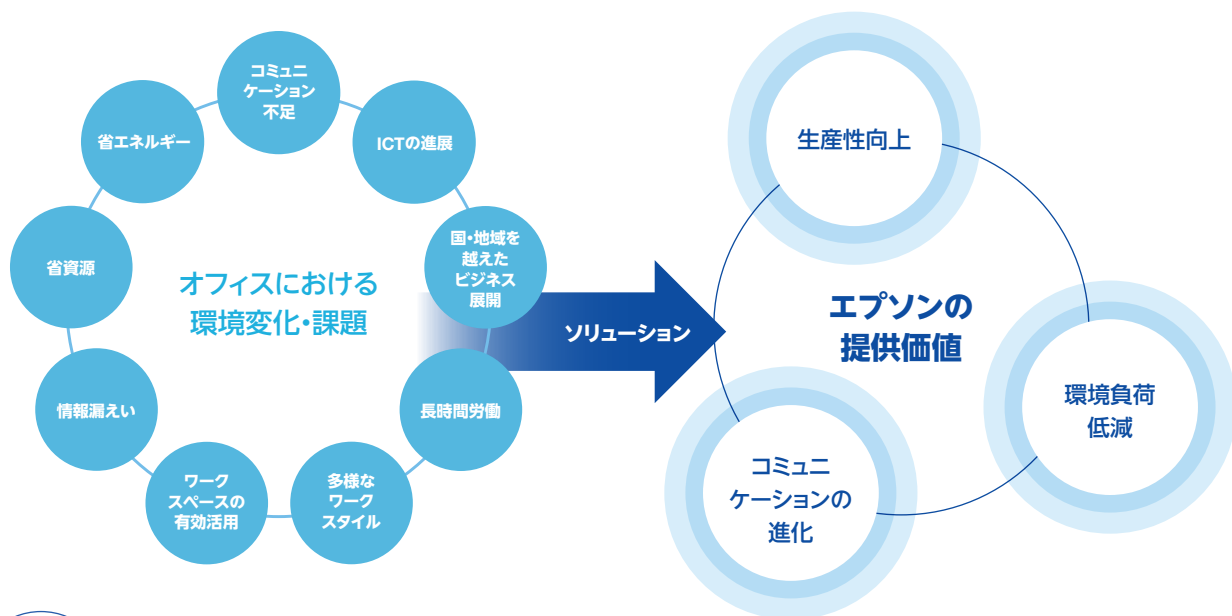 コミュニ
ケーション
不足
省エネルギー
ICTの進展
省資源
国・地域を
越えた
ビジネス
展開
オフィスにおける
環境変化・課題
情報漏えい
長時間労働
ワーク
スペースの
有効活用
多様な
ワーク
スタイル
ソリューション
生産性向上
エプソンの
提供価値
環境負荷
低減
コミュニ
ケーションの
進化